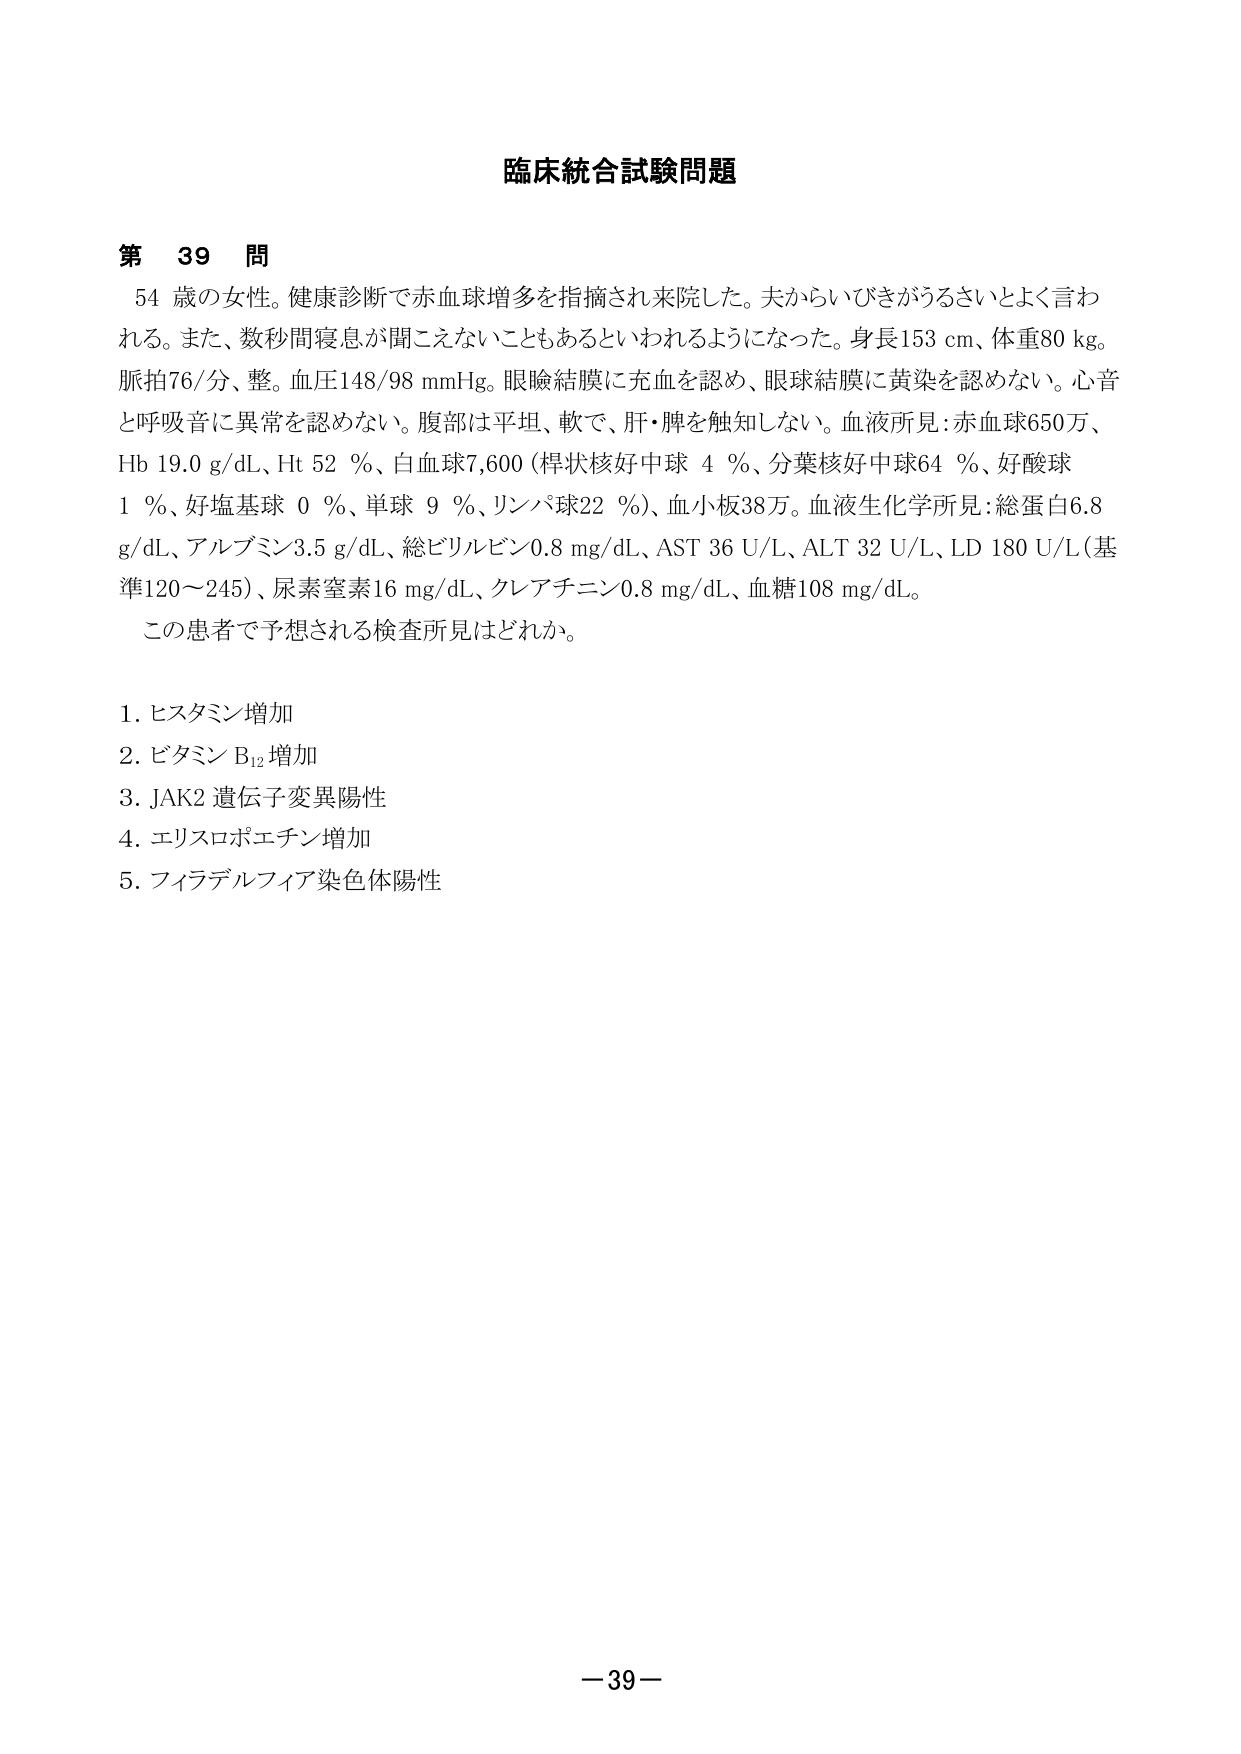 臨床統合試験問題
第 39 問
54 歳の女性。健康診断で赤血球増多を指摘され来院した。夫からいびきがうるさいとよく言わ
れる。また、数秒間寝息が聞こえないこともあるといわれるようになった。身長153 cm、体重80 kg。
脈拍76/分、整。血圧148/98 mmHg。眼瞼結膜に充血を認め、眼球結膜に黄染を認めない。心音
と呼吸音に異常を認めない。腹部は平坦、軟で、肝・脾を触知しない。血液所見：赤血球650万、
Hb 19.0 g/dL、Ht 52 %、白血球7,600 (桿状核好中球 4 %、分葉核好中球64 %、好酸球
1 %、好塩基球 0 %、単球 9 %、リンパ球22 %)、血小板38万。血液生化学所見：総蛋白6.8
g/dL、アルブミン3.5 g/dL、総ビリルビン0.8 mg/dL、AST 36 U/L、ALT 32 U/L、LD 180 U/L（基
準120～245）、尿素窒素16 mg/dL、クレアチニン0.8 mg/dL、血糖108 mg/dL。
この患者で予想される検査所見はどれか。
1. ヒスタミン増加
2. ビタミン B₁₂ 増加
3. JAK2 遺伝子変異陽性
4. エリスロポエチン増加
5. フィラデルフィア染色体陽性
－39－